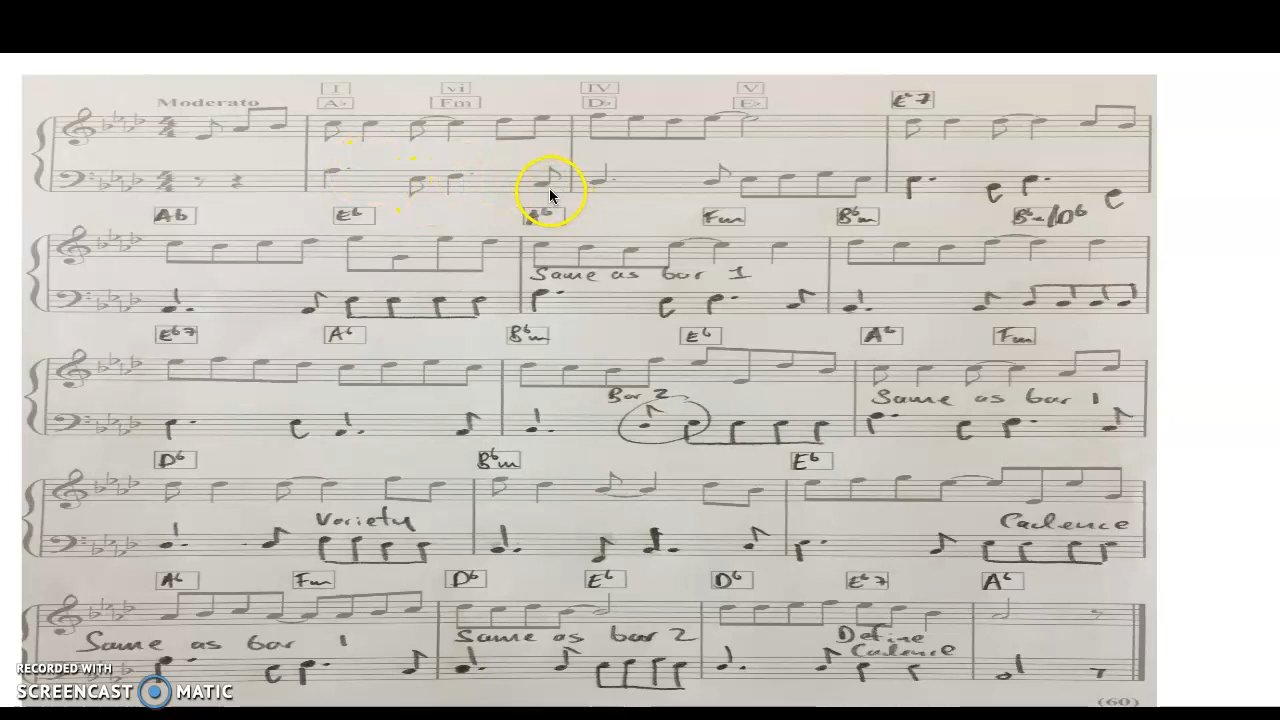 I vi IV V
Moderato A♭ Fm D♭ E♭ E♭7
A♭ E♭ A♭ Fm B♭m B♭m/D♭
Same as bar 1
E♭7 A♭ B♭m E♭ A♭ Fm
Bar 2 Same as bar 1
D♭ B♭m E♭
Variety Cadence
A♭ Fm D♭ E♭ D♭ E♭7 A♭
Same as bar 1 Same as bar 2 Define
Cadence
RECORDED WITH
SCREENCAST MATIC
(60)